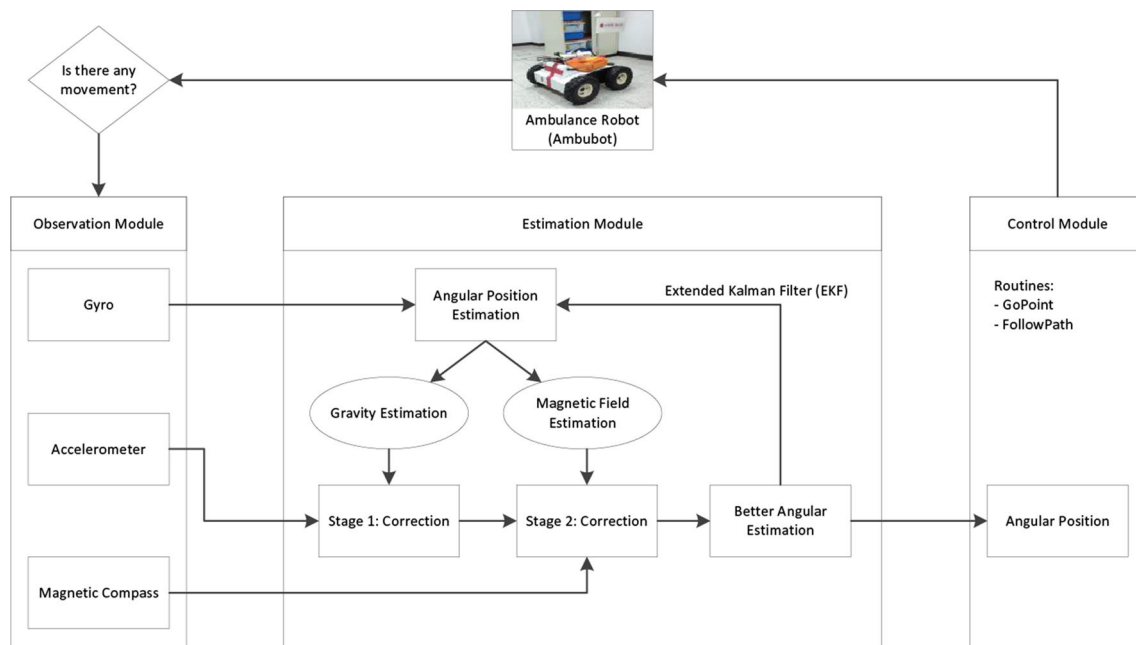 Is there any
movement?
Ambulance Robot
(Ambubot)
Observation Module
Estimation Module
Control Module
Gyro
Angular Position
Estimation
Extended Kalman Filter (EKF)
Routines:
- GoPoint
- FollowPath
Gravity Estimation
Magnetic Field
Estimation
Accelerometer
Stage 1: Correction
Stage 2: Correction
Better Angular
Estimation
Angular Position
Magnetic Compass